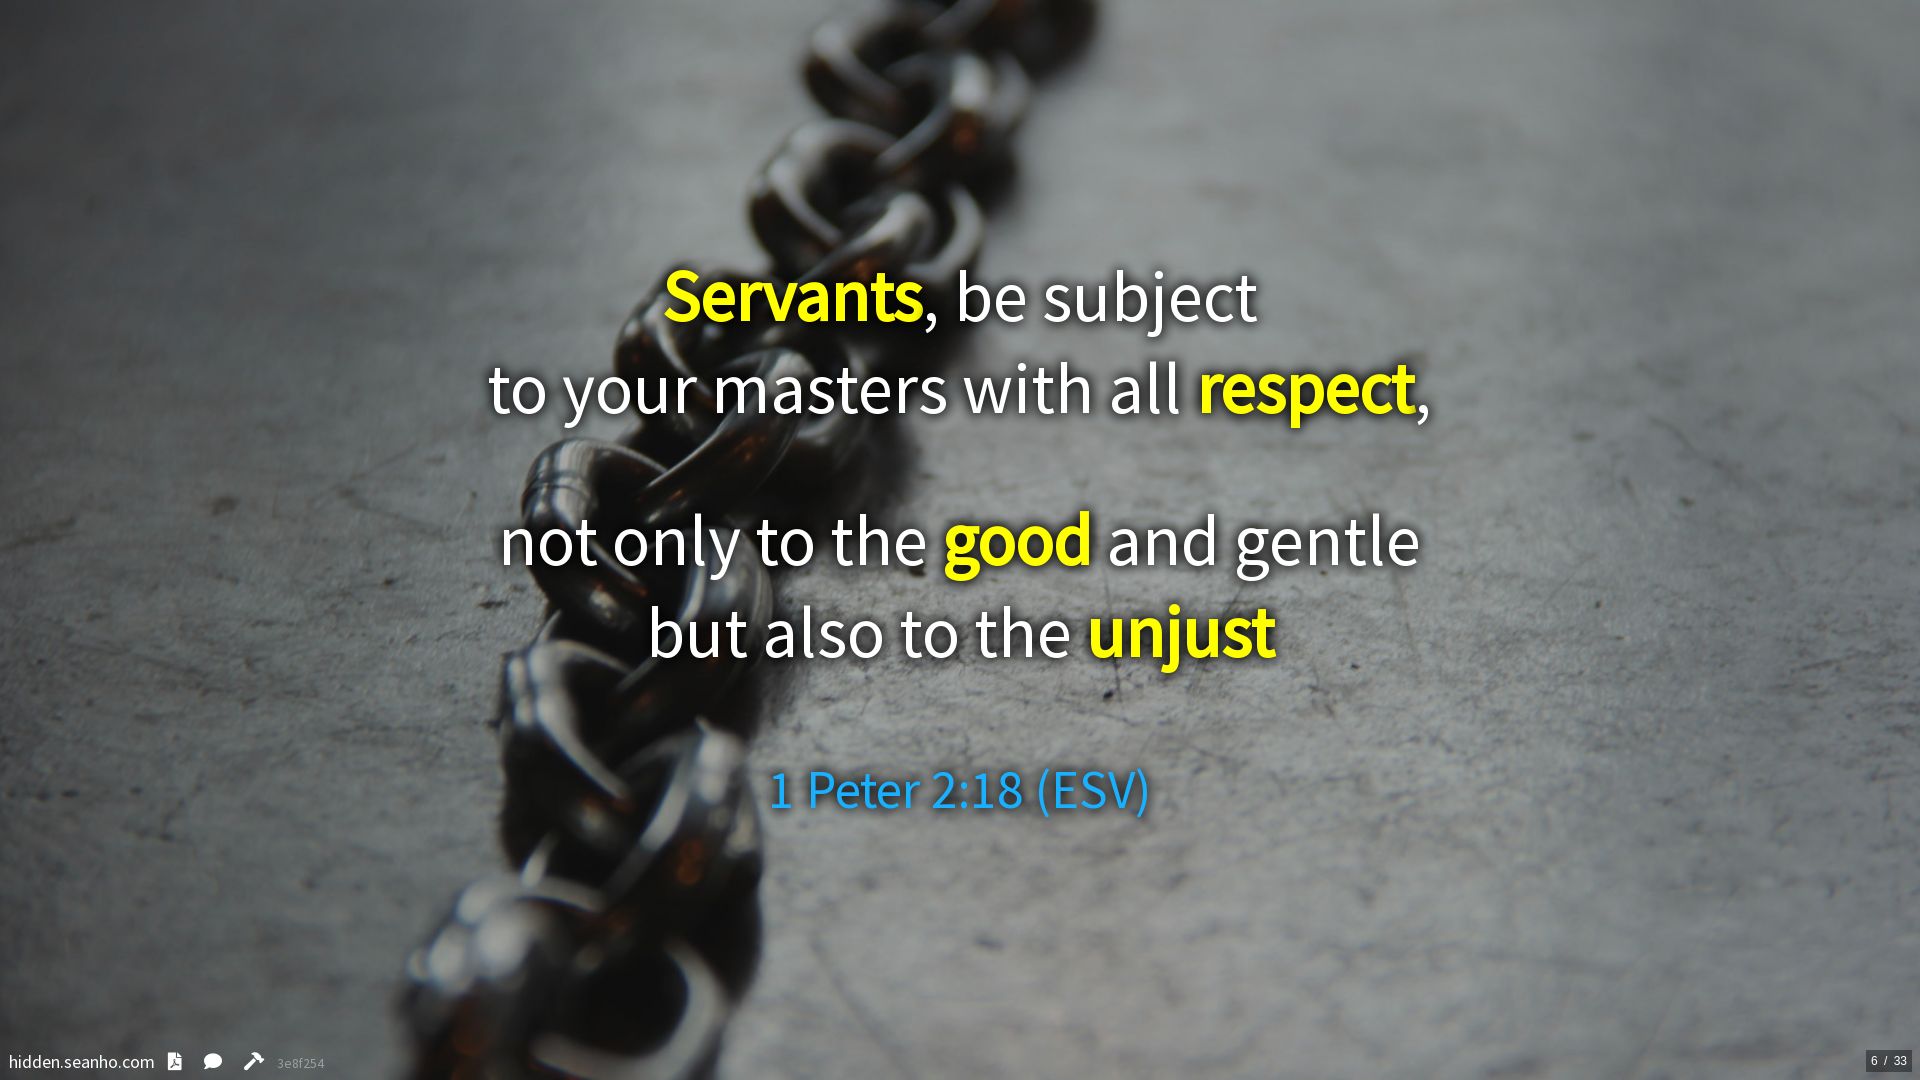 Servants, be subject
to your masters with all respect,
not only to the good and gentle
but also to the unjust
1 Peter 2:18 (ESV)
hidden.seanho.com 3e8f254
6 / 33